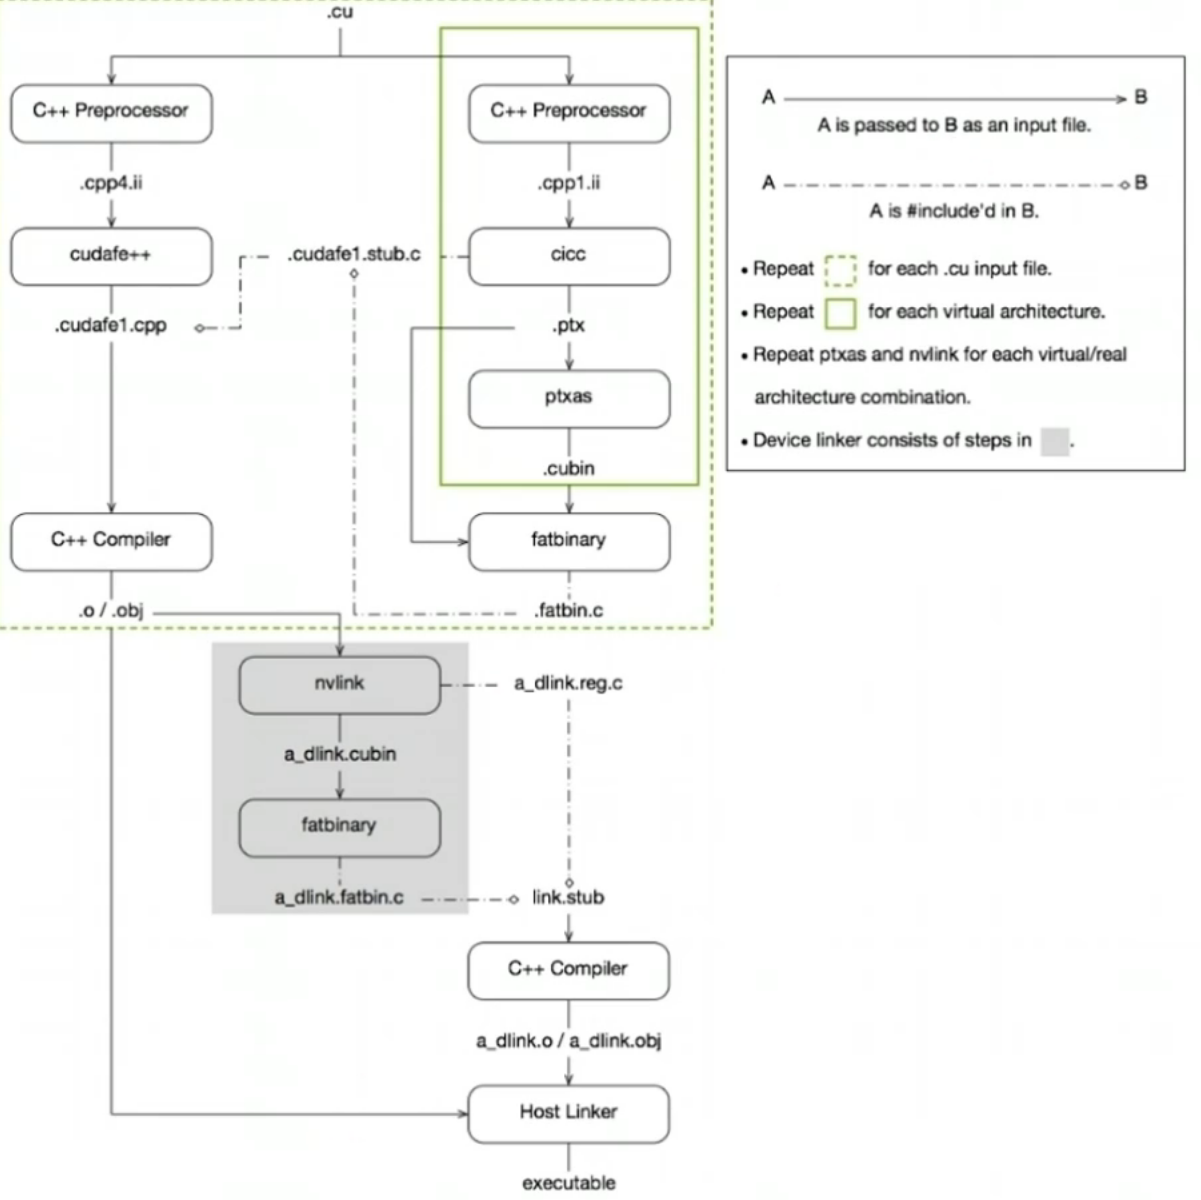 .cu
C++ Preprocessor
C++ Preprocessor
.cpp4.ii
.cpp1.ii
cudafe++
.cudafe1.stub.c
cicc
.cudafe1.cpp
.ptx
ptxas
.cubin
C++ Compiler
fatbinary
.o / .obj
.fatbin.c
nvlink
a_dlink.reg.c
a_dlink.cubin
fatbinary
a_dlink.fatbin.c
link.stub
C++ Compiler
a_dlink.o / a_dlink.obj
Host Linker
executable
A B
A is passed to B as an input file.
A B
A is #include'd in B.
• Repeat for each .cu input file.
• Repeat for each virtual architecture.
• Repeat ptxas and nvlink for each virtual/real
architecture combination.
• Device linker consists of steps in .